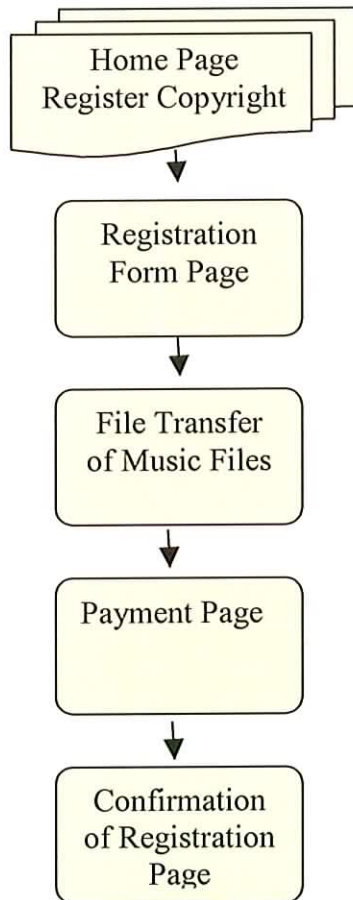 Home Page
Register Copyright
Registration
Form Page
File Transfer
of Music Files
Payment Page
Confirmation
of Registration
Page